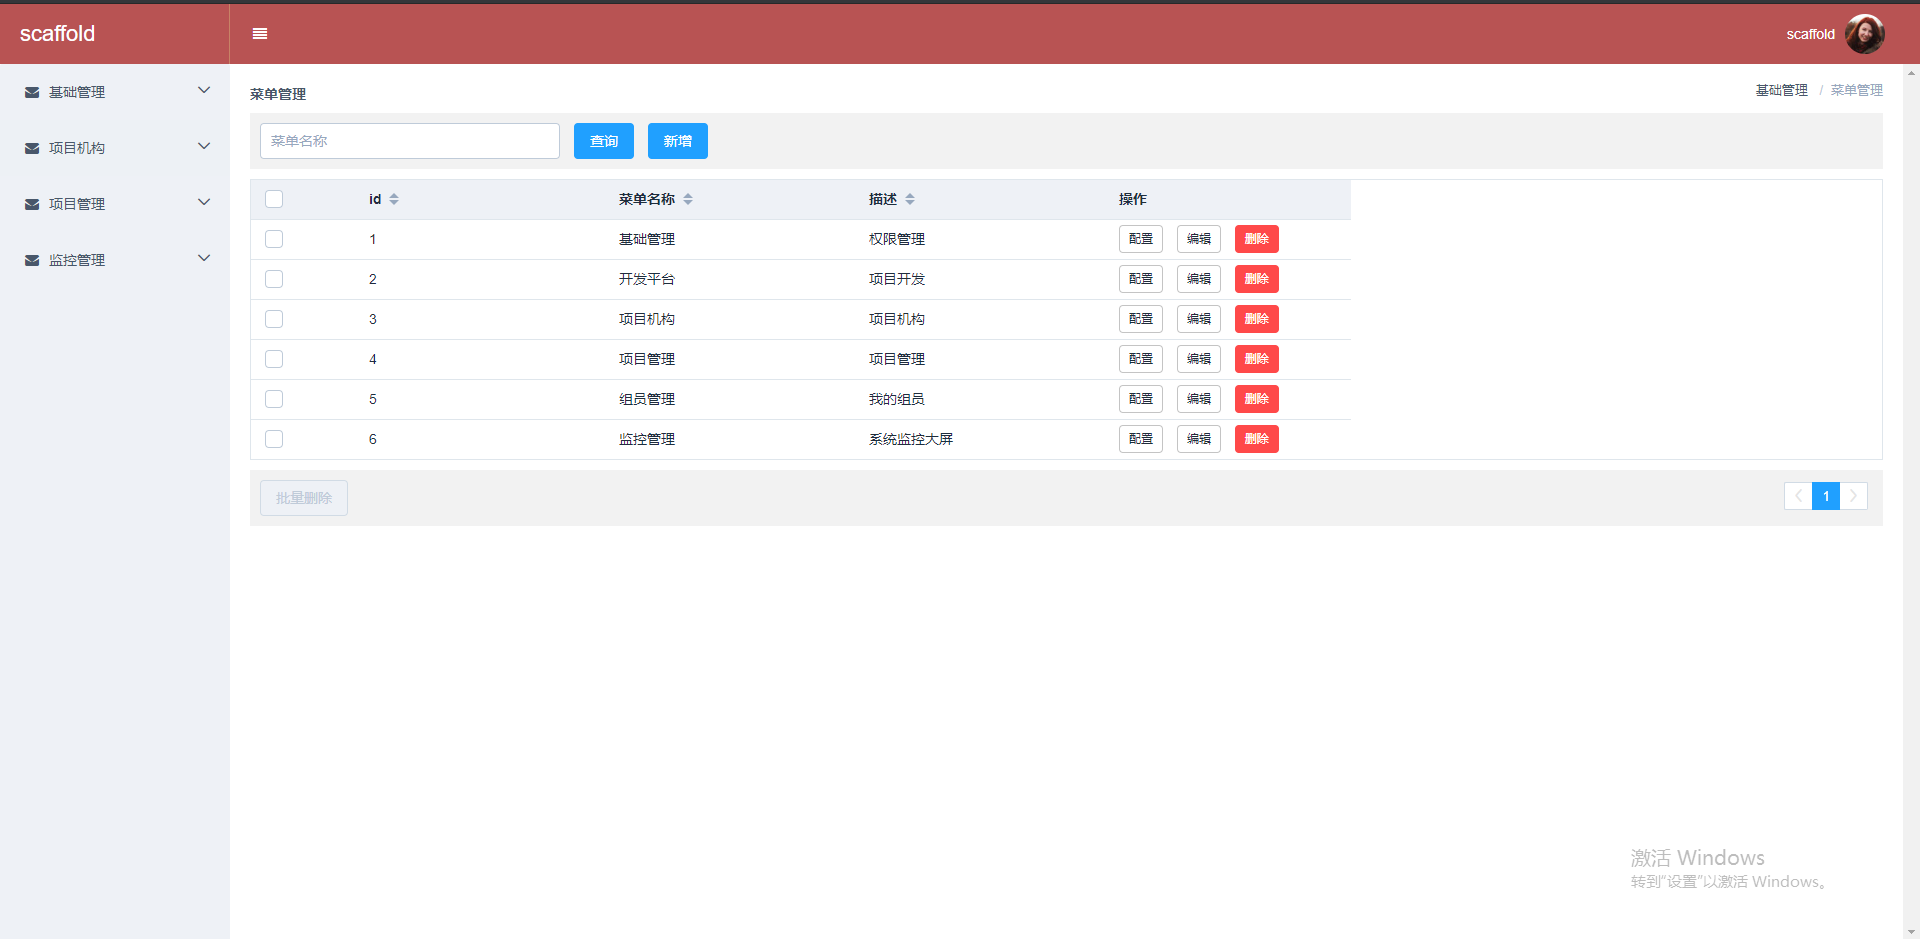 scaffold
scaffold
基础管理
项目机构
项目管理
监控管理
菜单管理
基础管理 / 菜单管理
菜单名称 查询 新增
id 菜单名称 描述 操作
1 基础管理 权限管理 配置 编辑 删除
2 开发平台 项目开发 配置 编辑 删除
3 项目机构 项目机构 配置 编辑 删除
4 项目管理 项目管理 配置 编辑 删除
5 组员管理 我的组员 配置 编辑 删除
6 监控管理 系统监控大屏 配置 编辑 删除
批量删除 1
激活 Windows
转到“设置”以激活 Windows。